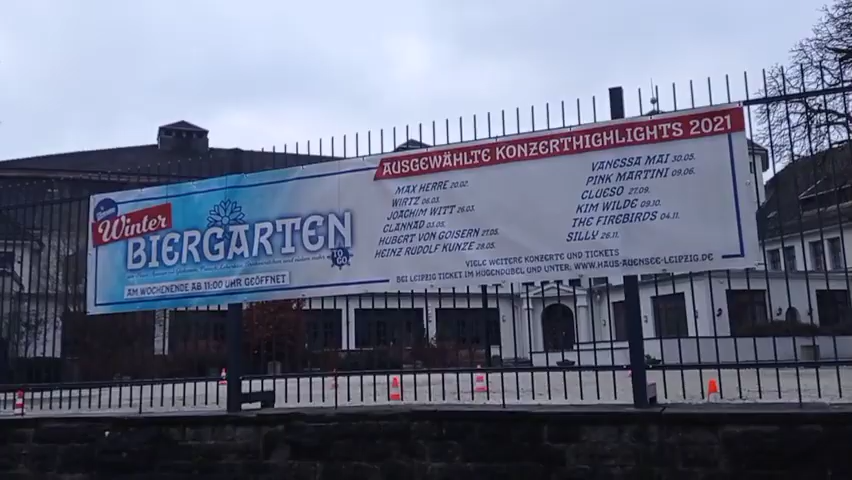 Winter
BIERGARTEN
TO GO
AM WOCHENENDE AB 11:00 UHR GEÖFFNET
AUSGEWÄHLTE KONZERTHIGHLIGHTS 2021
MAX HERRE 20.02.
WIRTZ 06.03.
JOACHIM WITT 26.03.
CLANNAD 03.05.
HUBERT VON GOISERN 27.05.
HEINZ RUDOLF KUNZE 28.05.
VANESSA MAI 30.05.
PINK MARTINI 09.06.
CLUESO 27.09.
KIM WILDE 09.10.
THE FIREBIRDS 04.11.
SILLY 26.11.
VIELE WEITERE KONZERTE UND TICKETS
BEI LEIPZIG TICKET IM HUGENDUBEL UND UNTER: WWW.HAUS-AUENSEE-LEIPZIG.DE